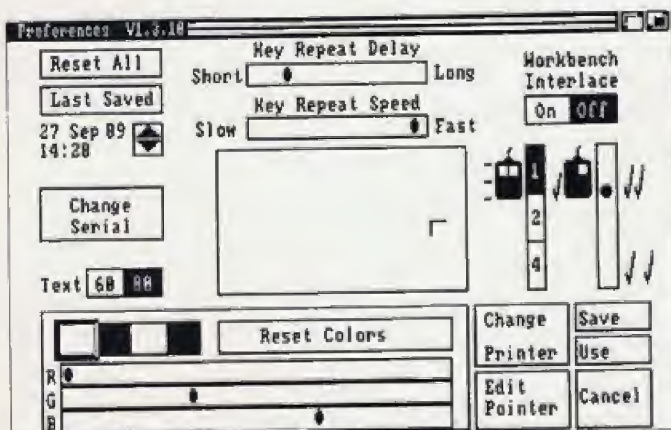 Preferences V1.3.10
Reset All
Last Saved
27 Sep 89
14:28
Change
Serial
Text 60 80
Key Repeat Delay
Short Long
Key Repeat Speed
Slow Fast
Workbench
Interlace
On Off
1
2
4
Reset Colors
R
G
B
Change
Printer
Edit
Pointer
Save
Use
Cancel